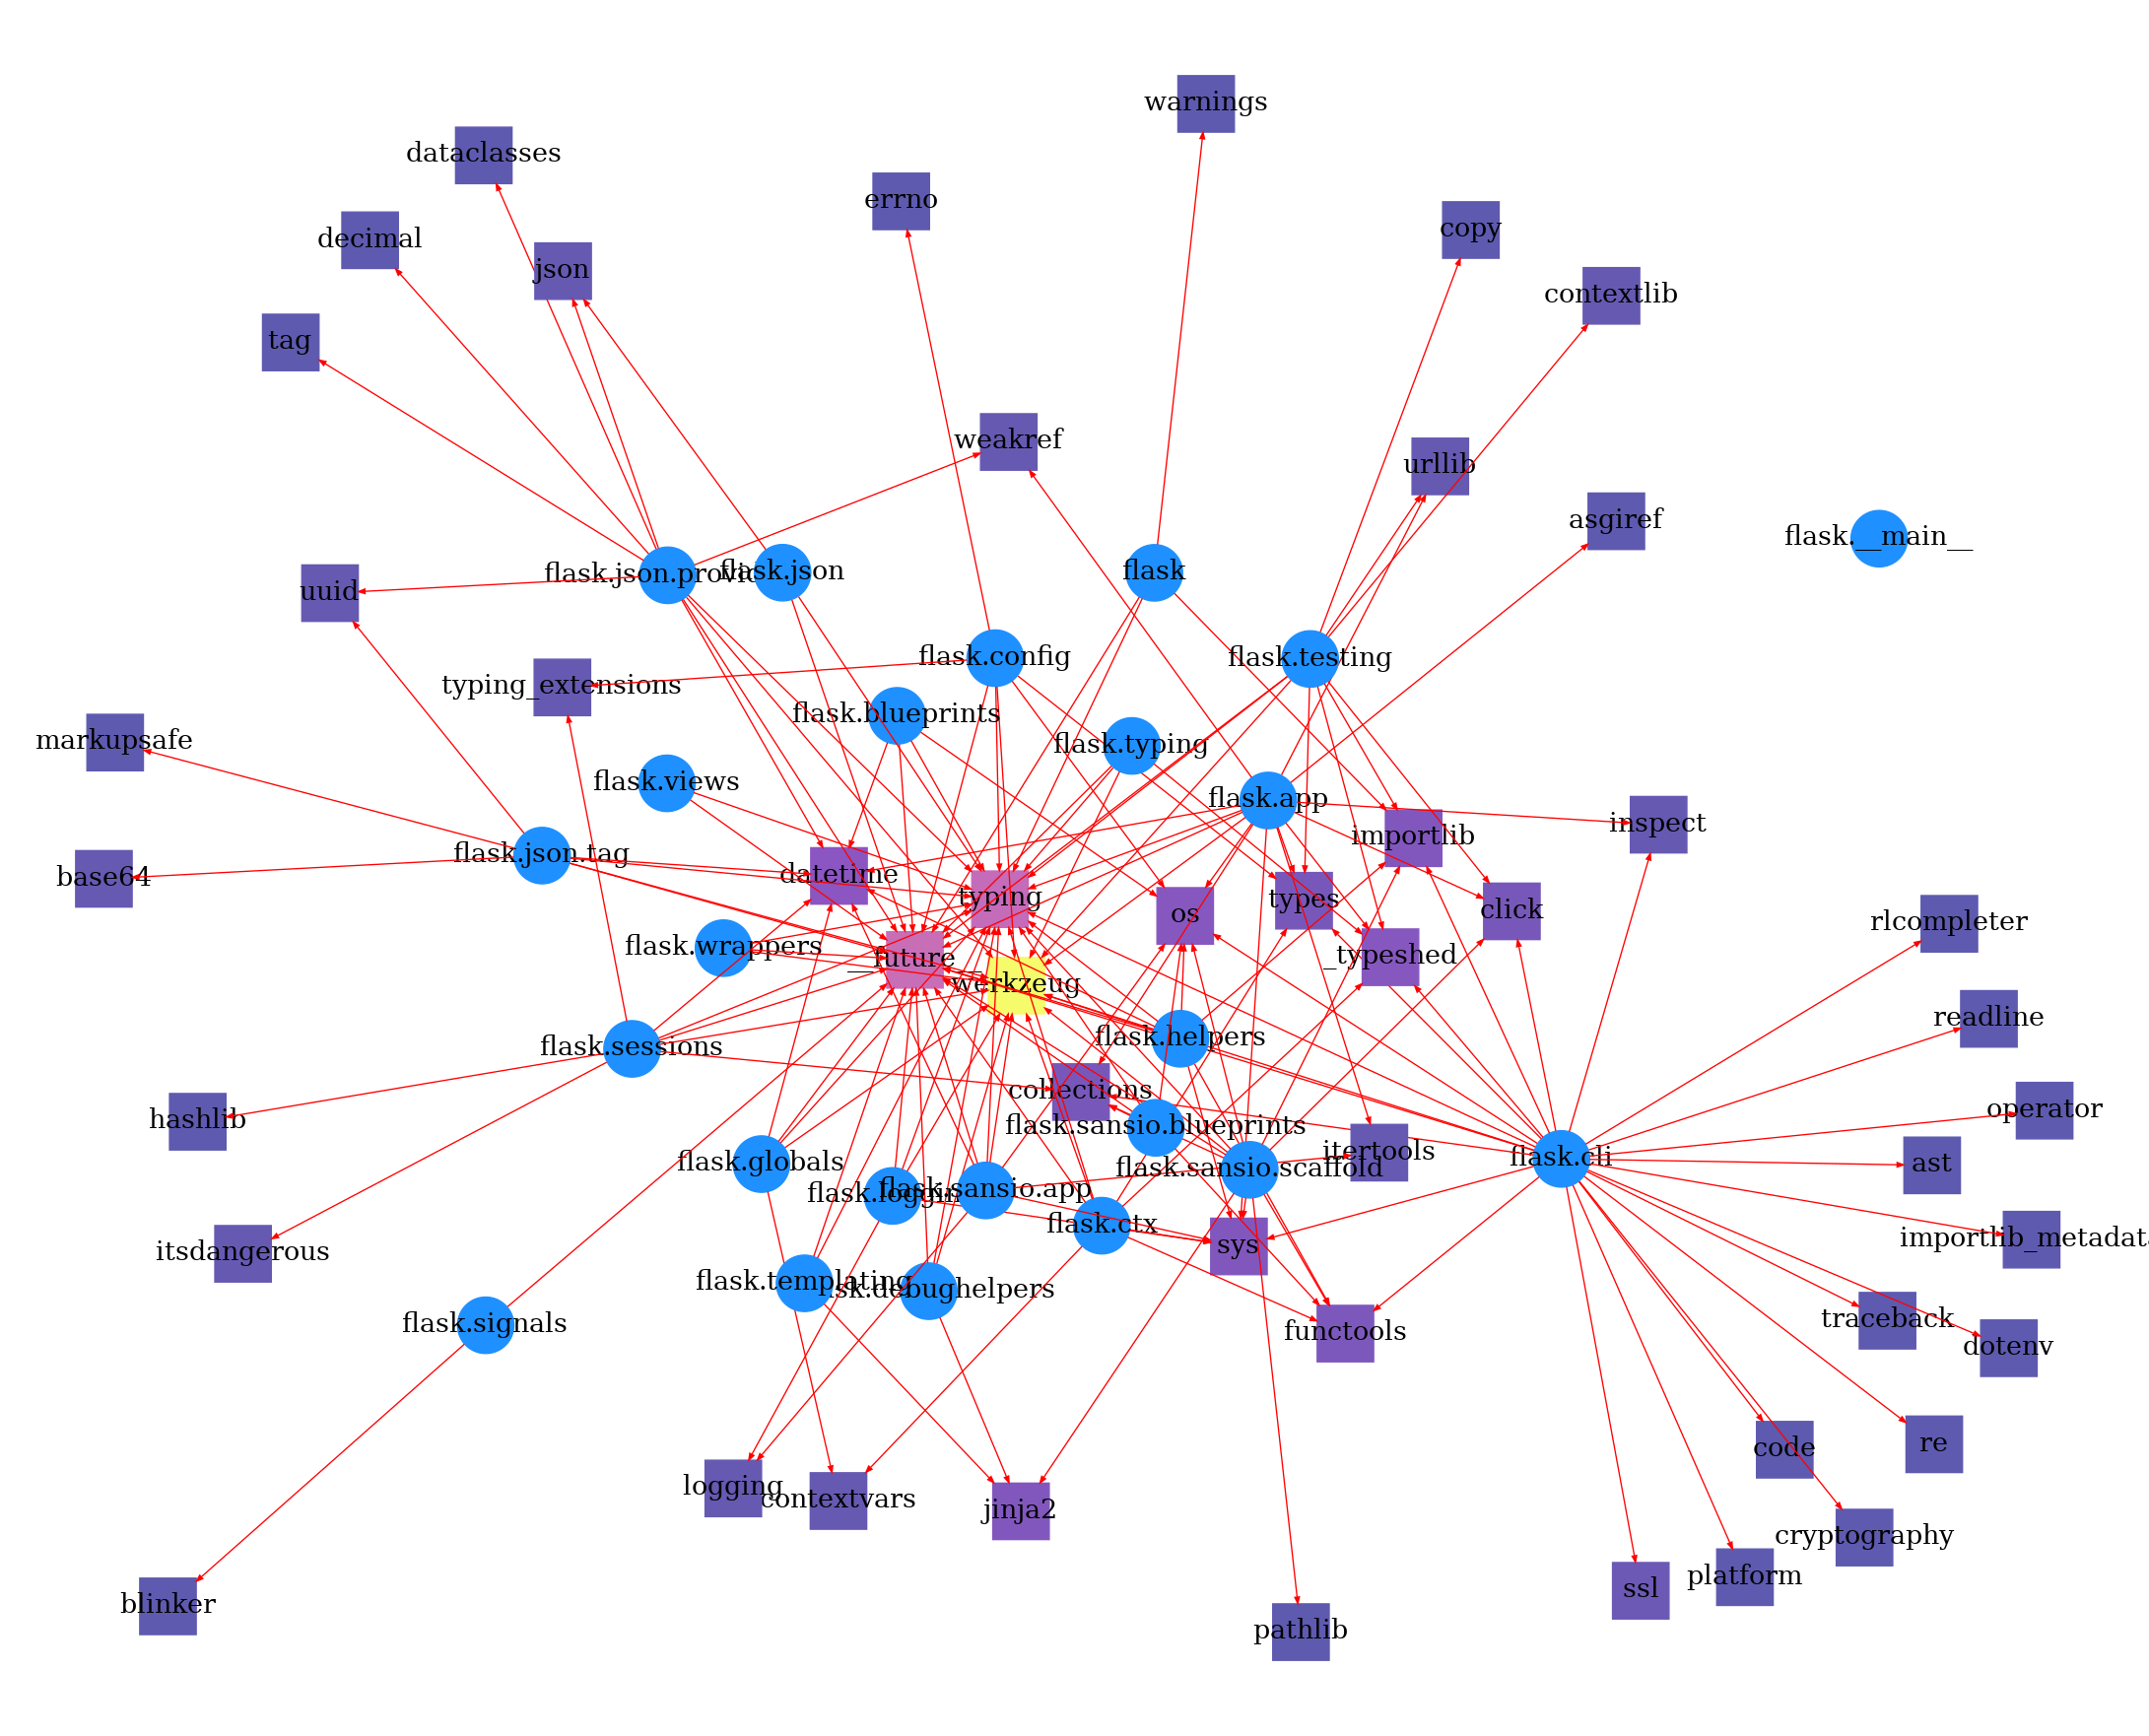 warnings
dataclasses
errno
decimal
copy
json
contextlib
tag
weakref
urllib
asgiref
flask.__main__
flask.json.provid
flask.json
flask
uuid
flask.config
flask.testing
typing_extensions
flask.blueprints
markupsafe
flask.typing
flask.views
flask.app
inspect
importlib
flask.json.tag
base64
datetime
typing
types
click
os
rlcompleter
flask.wrappers
__future__
_typeshed
werkzeug
readline
flask.helpers
flask.sessions
collections
operator
hashlib
flask.sansio.blueprints
itertools
flask.cli
ast
flask.globals
flask.sansio.scaffold
flask.loggin
flask.sansio.app
flask.ctx
importlib_metadata
itsdangerous
sys
flask.templating
sk.debughelpers
traceback
flask.signals
functools
dotenv
re
code
logging
contextvars
jinja2
cryptography
platform
ssl
blinker
pathlib